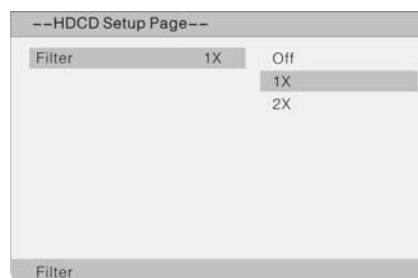 --HDCD Setup Page--
Filter 1X Off
1X
2X
Filter